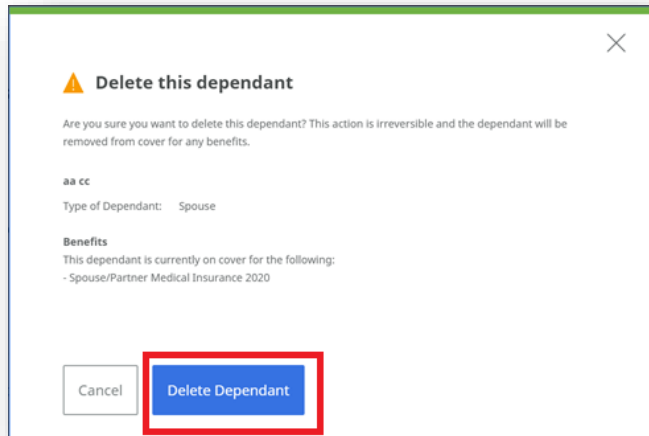 Delete this dependant
Are you sure you want to delete this dependant? This action is irreversible and the dependant will be
removed from cover for any benefits.
aa cc
Type of Dependant: Spouse
Benefits
This dependant is currently on cover for the following:
- Spouse/Partner Medical Insurance 2020
Cancel Delete Dependant